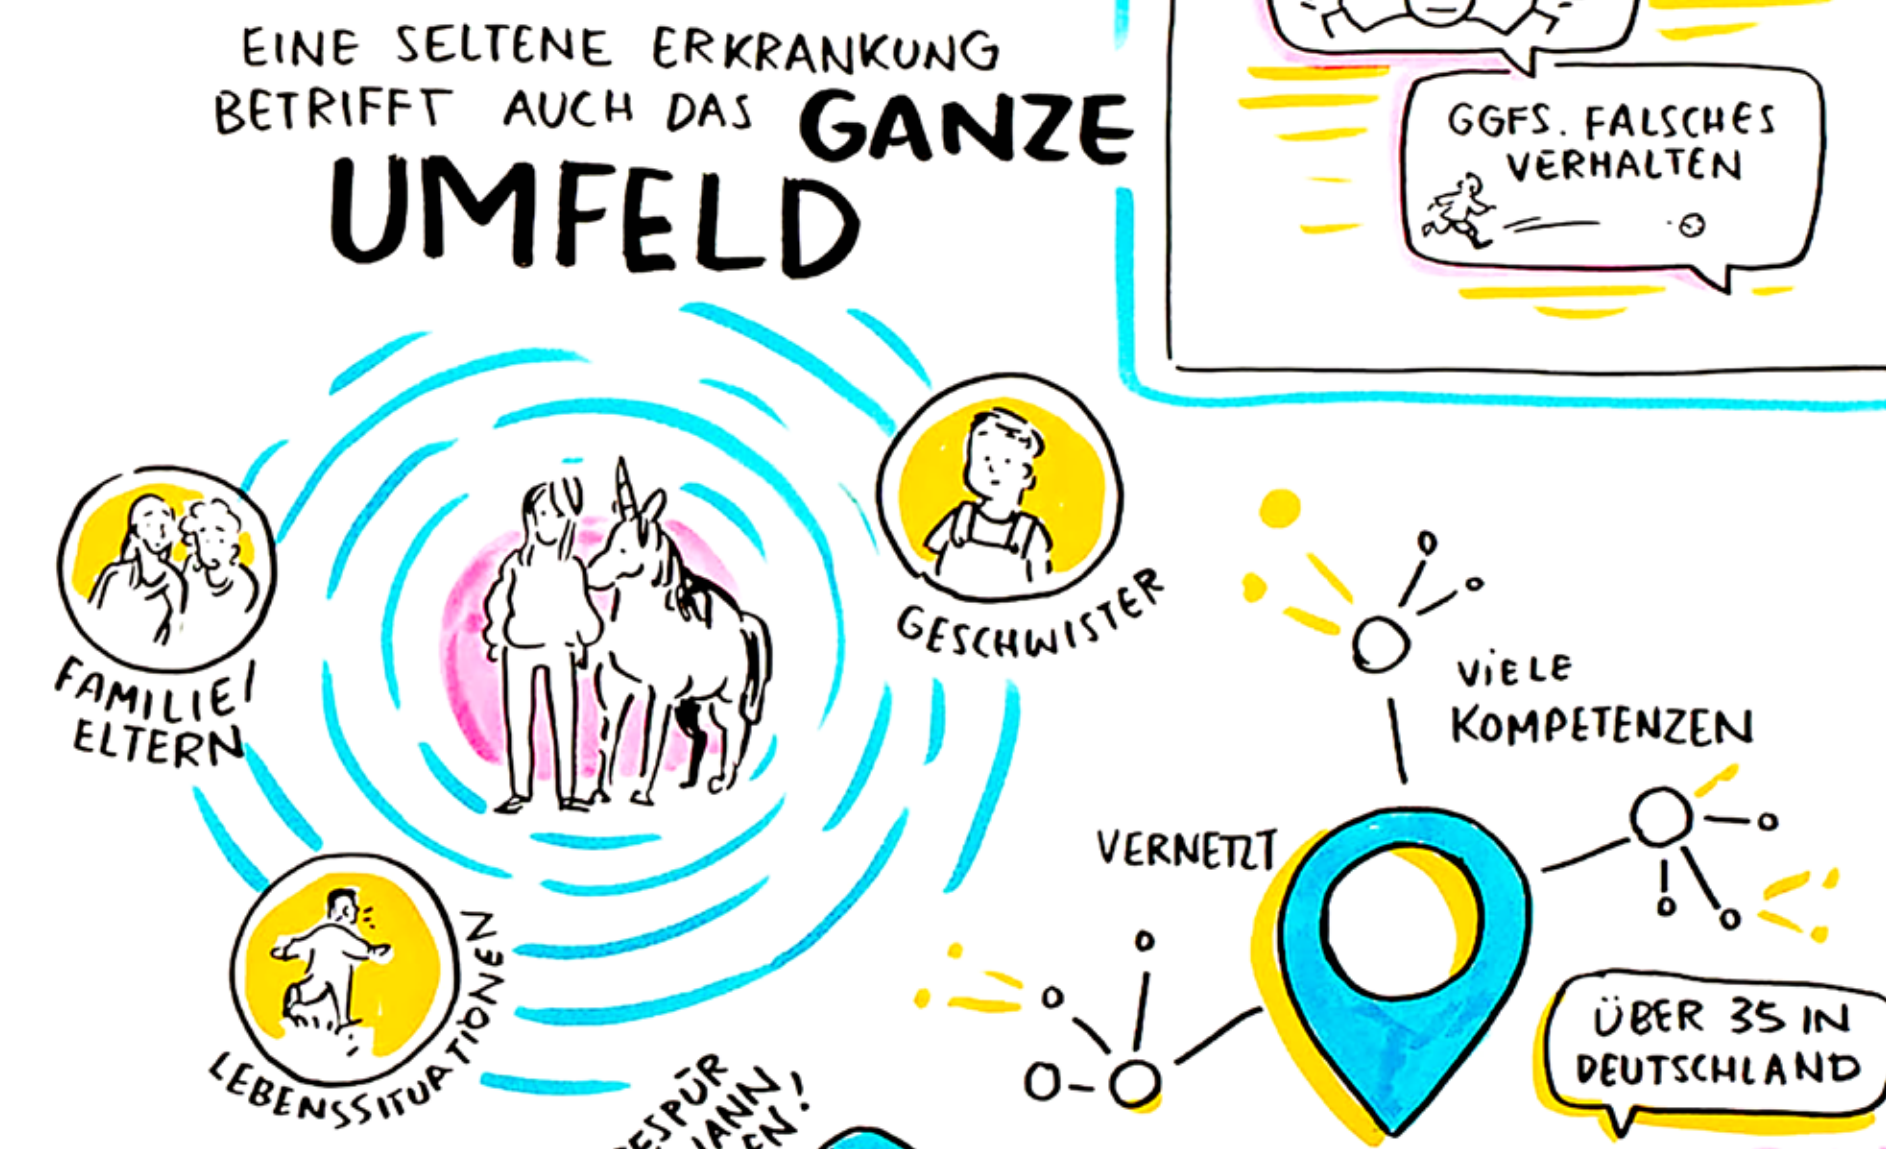 EINE SELTENE ERKRANKUNG
BETRIFFT AUCH DAS GANZE
UMFELD
GGFS. FALSCHES
VERHALTEN
GESCHWISTER
FAMILIE/
ELTERN
LEBENSSITUATIONEN
VIELE
KOMPETENZEN
VERNETZT
ÜBER 35 IN
DEUTSCHLAND